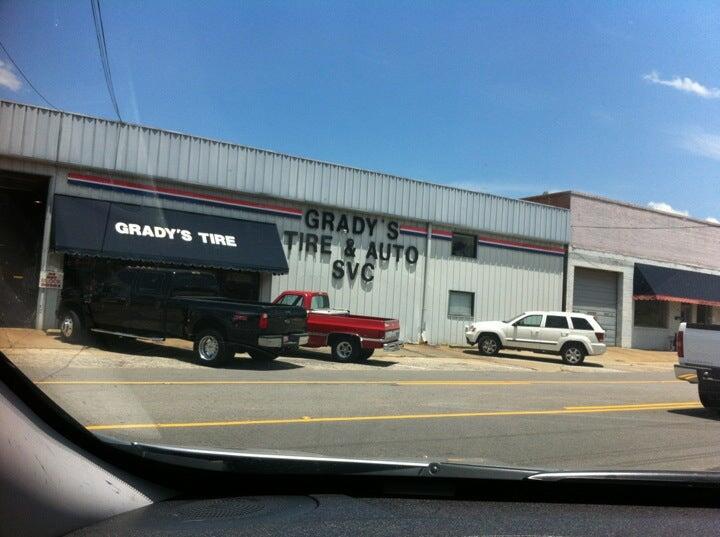 GRADY'S TIRE
GRADY'S
TIRE & AUTO
SVC